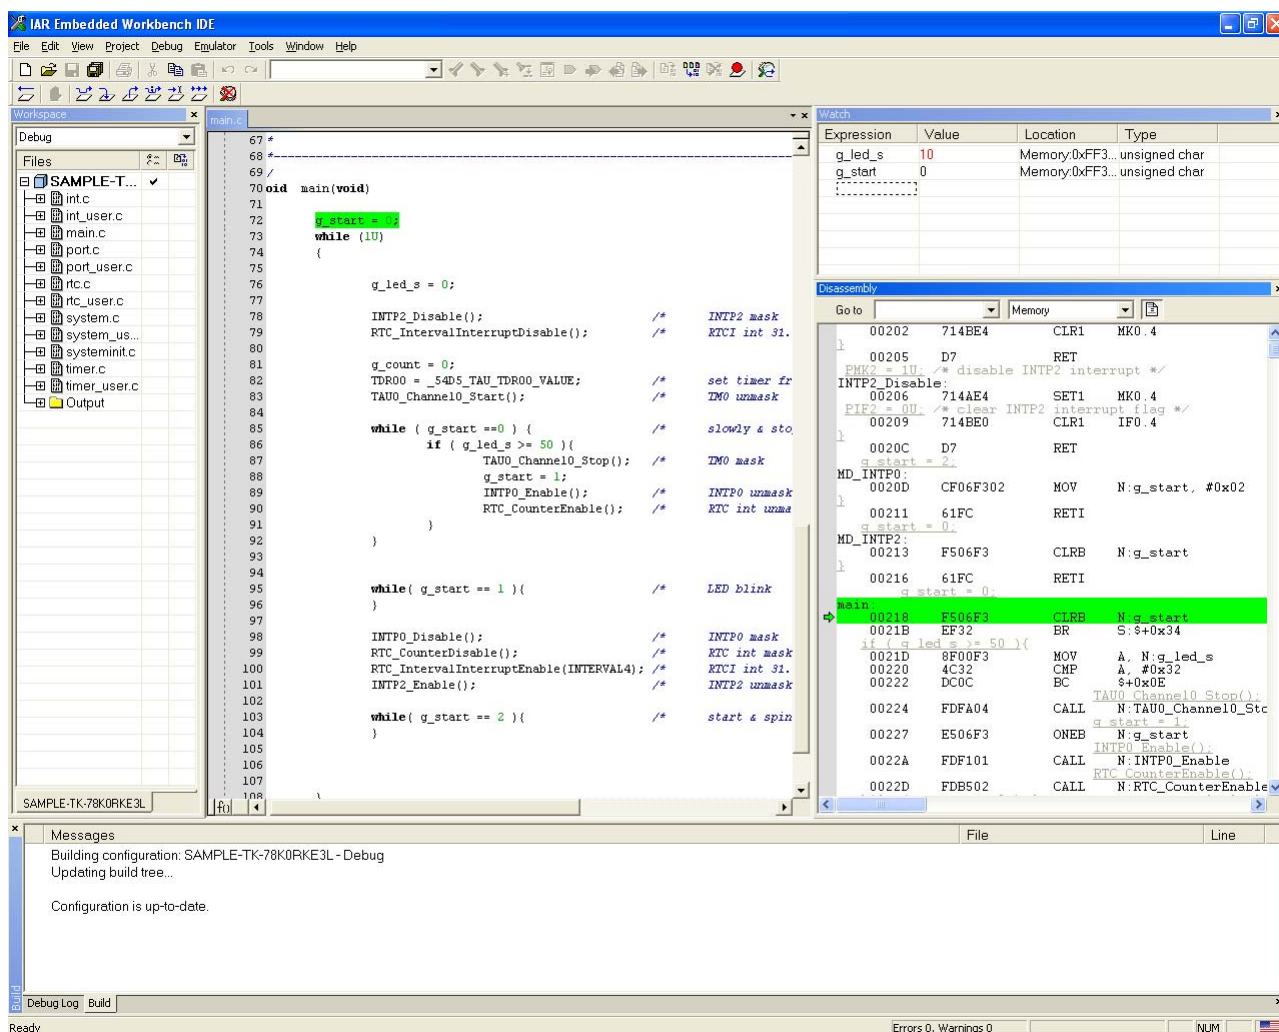 IAR Embedded Workbench IDE
File Edit View Project Debug Emulator Tools Window Help
Workspace
Debug
Files
SAMPLE-T...
int.c
int_user.c
main.c
port.c
port_user.c
rtc.c
rtc_user.c
system.c
system_us...
systeminit.c
timer.c
timer_user.c
Output
SAMPLE-TK-78K0RKE3L
main.c
67 *
68 *------------------------------------------------------------
69 /
70 oid main(void)
71
72 g_start = 0;
73 while (1U)
74 {
75
76 g_led_s = 0;
77
78 INTP2_Disable(); /* INTP2 mask
79 RTC_IntervalInterruptDisable(); /* RTCI int 31.
80
81 g_count = 0;
82 TDR00 = _54D5_TAU_TDR00_VALUE; /* set timer fr
83 TAU0_Channel0_Start(); /* TM0 unmask
84
85 while ( g_start ==0 ) { /* slowly & sto
86 if ( g_led_s >= 50 ){
87 TAU0_Channel0_Stop(); /* TM0 mask
88 g_start = 1;
89 INTP0_Enable(); /* INTP0 unmask
90 RTC_CounterEnable(); /* RTC int unma
91 }
92 }
93
94
95 while( g_start == 1 ){ /* LED blink
96 }
97
98 INTP0_Disable(); /* INTP0 mask
99 RTC_CounterDisable(); /* RTC int mask
100 RTC_IntervalInterruptEnable(INTERVAL4); /* RTCI int 31.
101 INTP2_Enable(); /* INTP2 unmask
102
103 while( g_start == 2 ){ /* start & spin
104 }
105
106
107
108 }
f()
Watch
Expression Value Location Type
g_led_s 10 Memory:0xFF3... unsigned char
g_start 0 Memory:0xFF3... unsigned char
Disassembly
Go to Memory
00202 714BE4 CLR1 MK0.4
}
00205 D7 RET
PMK2 = 1U; /* disable INTP2 interrupt */
INTP2_Disable:
00206 714AE4 SET1 MK0.4
PIF2 = 0U; /* clear INTP2 interrupt flag */
00209 714BE0 CLR1 IF0.4
}
0020C D7 RET
g_start = 2;
MD_INTP0:
0020D CF06F302 MOV N:g_start, #0x02
}
00211 61FC RETI
g_start = 0;
MD_INTP2:
00213 F506F3 CLRB N:g_start
}
00216 61FC RETI
g_start = 0;
main:
00218 F506F3 CLRB N:g_start
0021B EF32 BR S:$+0x34
if ( g_led_s >= 50 ){
0021D 8F00F3 MOV A, N:g_led_s
00220 4C32 CMP A, #0x32
00222 DC0C BC $+0x0E
TAU0_Channel0_Stop();
00224 FDFA04 CALL N:TAU0_Channel0_Sto
g_start = 1;
00227 E506F3 ONEB N:g_start
INTP0_Enable();
0022A FDF101 CALL N:INTP0_Enable
RTC_CounterEnable();
0022D FDB502 CALL N:RTC_CounterEnable
Messages File Line
Building configuration: SAMPLE-TK-78K0RKE3L - Debug
Updating build tree...
Configuration is up-to-date.
Build
Debug Log Build
Ready Errors 0, Warnings 0 NUM